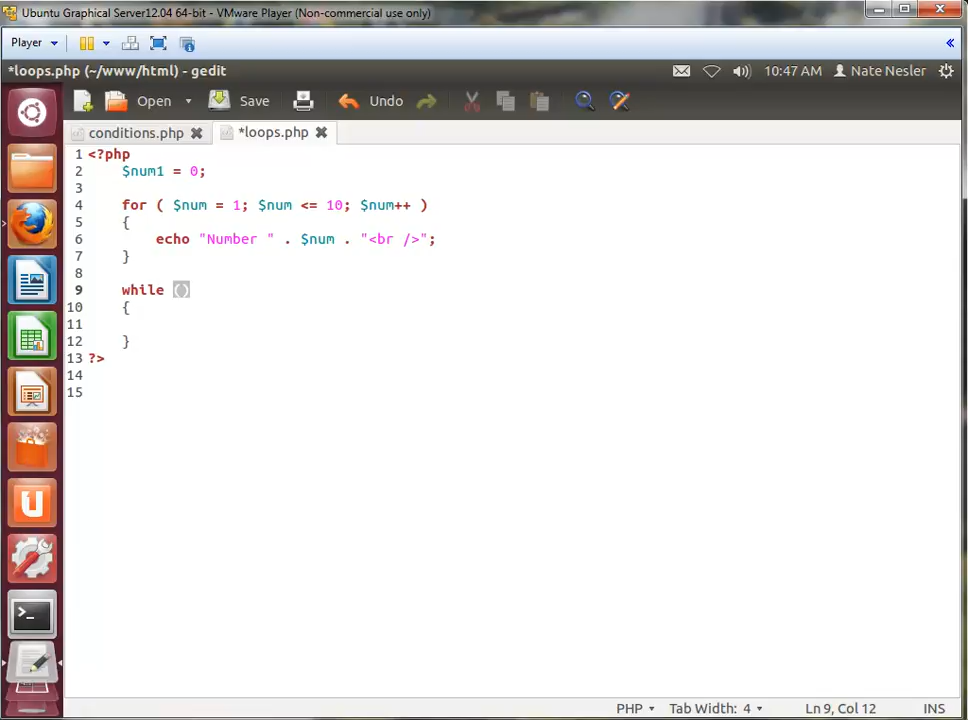 Ubuntu Graphical Server12.04 64-bit - VMware Player (Non-commercial use only)
Player
*loops.php (~/www/html) - gedit
10:47 AM
Nate Nesler
Open
Save
Undo
conditions.php
*loops.php
1 <?php
2     $num1 = 0;
3
4     for ( $num = 1; $num <= 10; $num++ )
5     {
6         echo "Number " . $num . "<br />";
7     }
8
9     while ()
10     {
11
12     }
13 ?>
14
15
PHP
Tab Width: 4
Ln 9, Col 12
INS